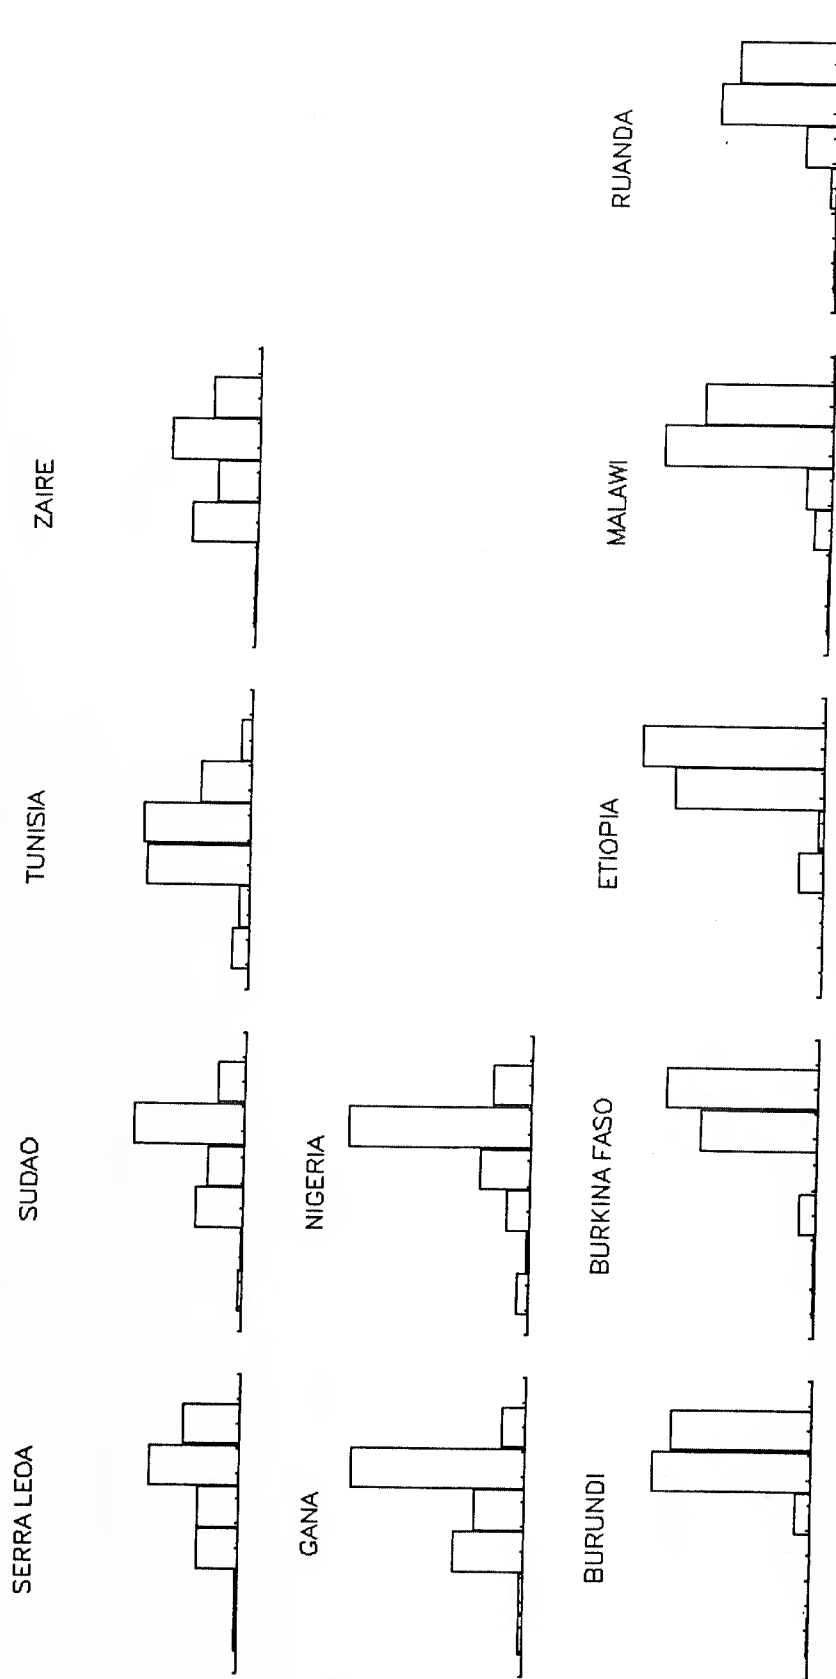 SERRA LEOA
SUDAO
TUNISIA
ZAIRE
GANA
NIGERIA
BURUNDI
BURKINA FASO
ETIOPIA
MALAWI
RUANDA